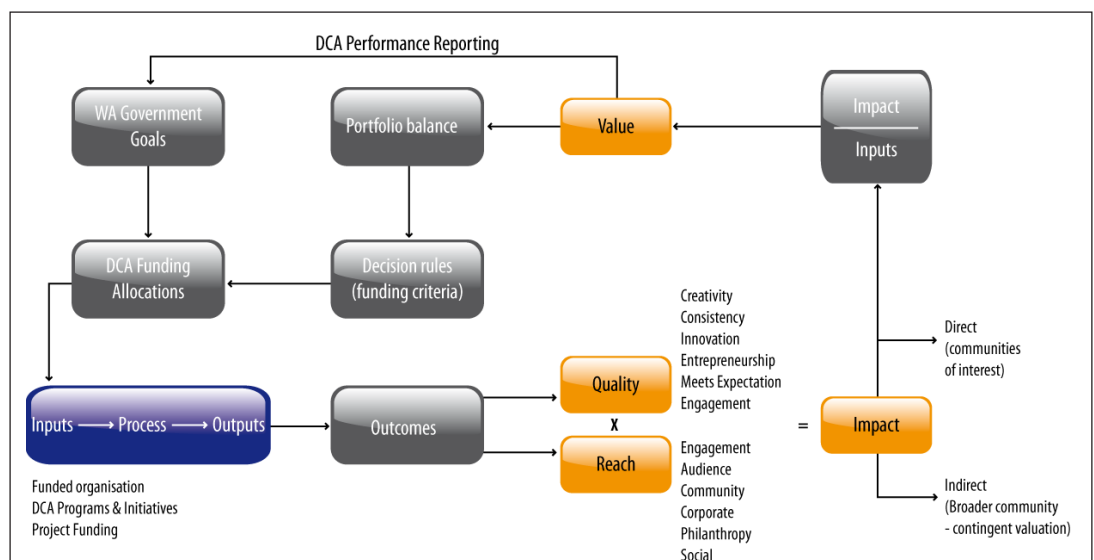 DCA Performance Reporting
WA Government
Goals
Portfolio balance
Value
Impact
Inputs
DCA Funding
Allocations
Decision rules
(funding criteria)
Creativity
Consistency
Innovation
Entrepreneurship
Meets Expectation
Engagement
Direct
(communities
of interest)
Inputs Process Outputs
Outcomes
Quality
x
Reach
=
Impact
Engagement
Audience
Community
Corporate
Philanthropy
Social
Indirect
(Broader community
- contingent valuation)
Funded organisation
DCA Programs & Initiatives
Project Funding